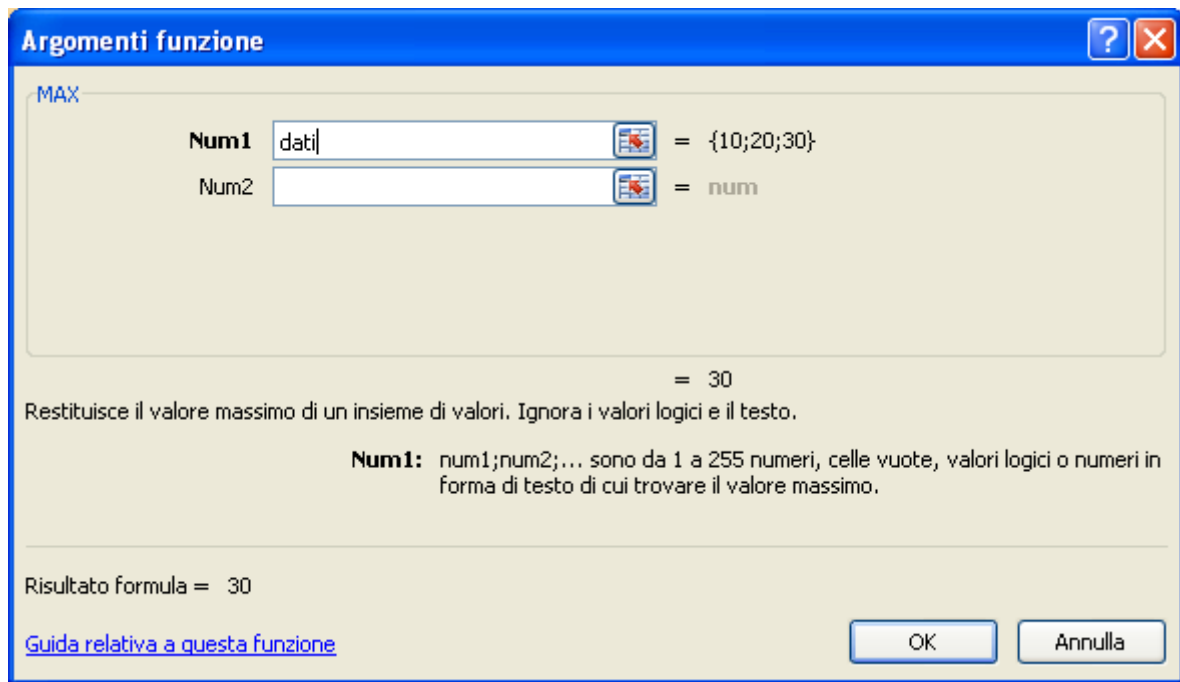 Argomenti funzione
MAX
Num1 dati = {10;20;30}
Num2 = num
= 30
Restituisce il valore massimo di un insieme di valori. Ignora i valori logici e il testo.
Num1: num1;num2;... sono da 1 a 255 numeri, celle vuote, valori logici o numeri in
forma di testo di cui trovare il valore massimo.
Risultato formula = 30
Guida relativa a questa funzione OK Annulla